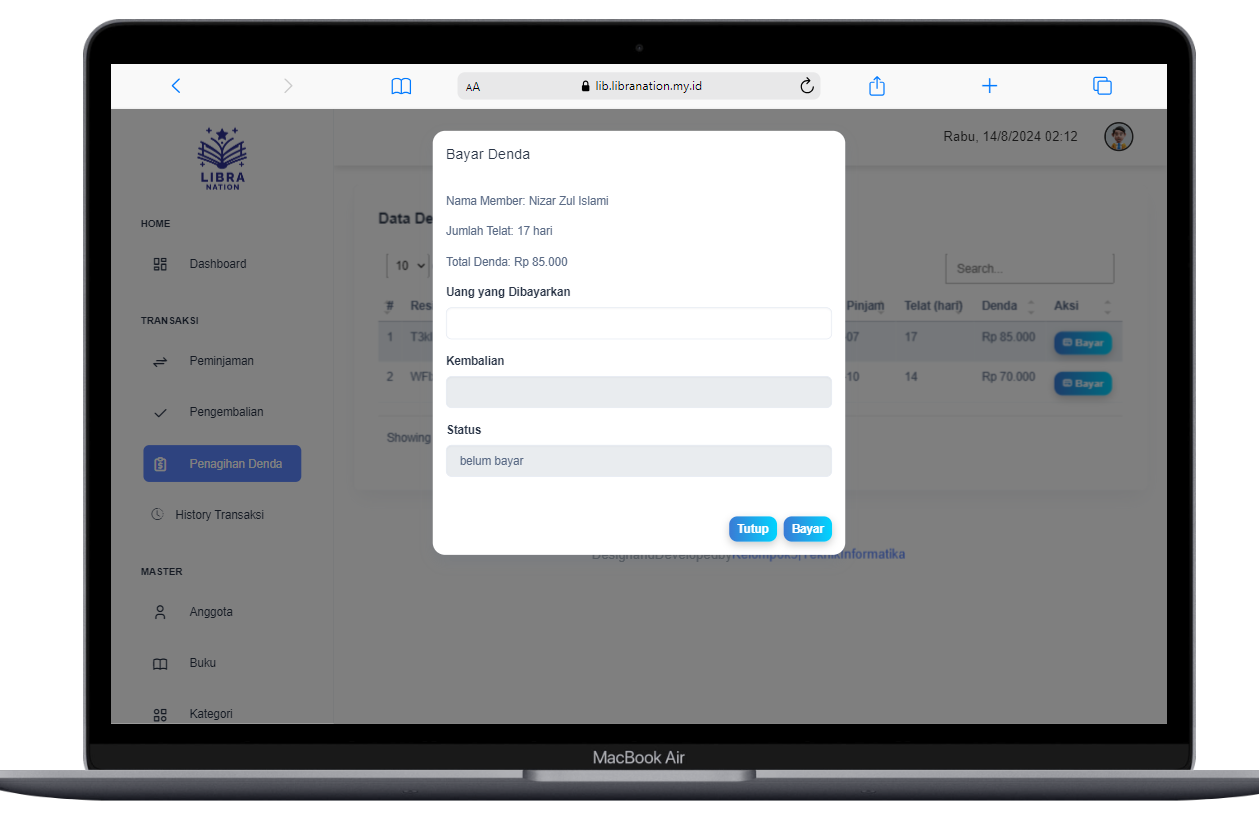 AA lib.libranation.my.id
LIBRA
NATION
Rabu, 14/8/2024 02:12
HOME
Dashboard
TRANSAKSI
Peminjaman
Pengembalian
Penagihan Denda
History Transaksi
MASTER
Anggota
Buku
Kategori
Data De
10
Search...
# Res Pinjam Telat (hari) Denda Aksi
1 T3k 07 17 Rp 85.000 Bayar
2 WFI 10 14 Rp 70.000 Bayar
Showing
Bayar Denda
Nama Member: Nizar Zul Islami
Jumlah Telat: 17 hari
Total Denda: Rp 85.000
Uang yang Dibayarkan
Kembalian
Status
belum bayar
Tutup Bayar
MacBook Air